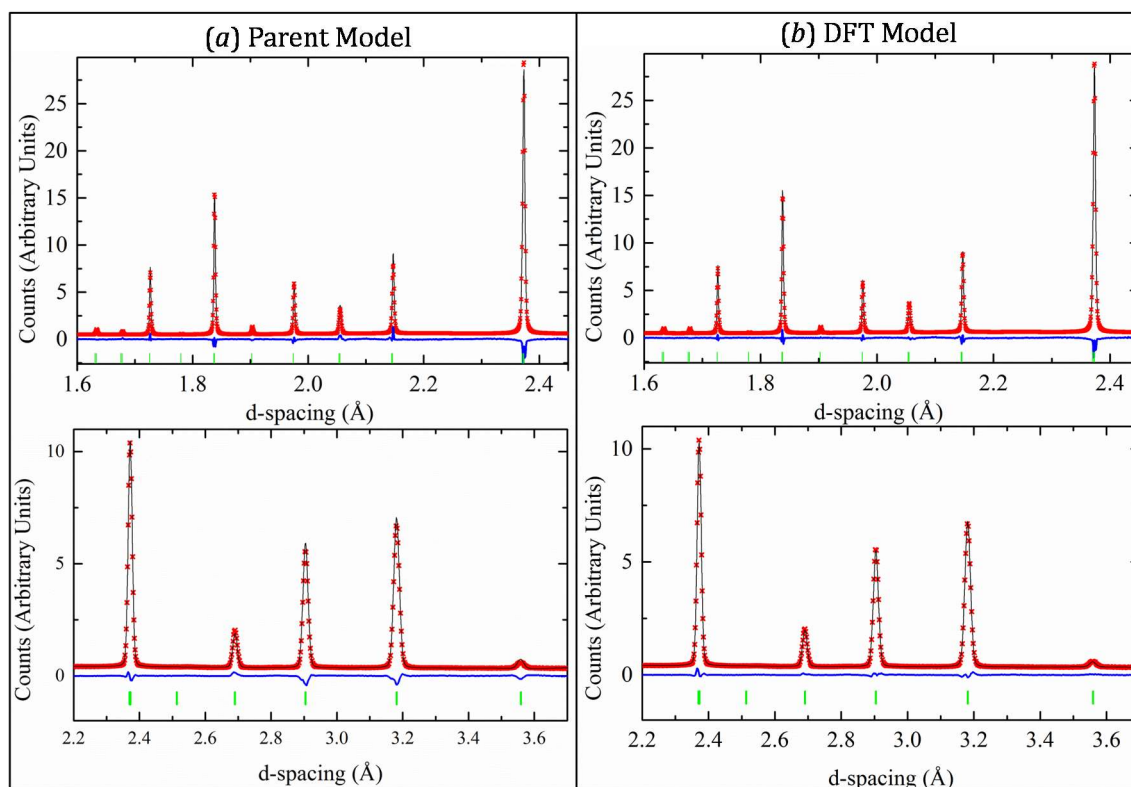 (a) Parent Model
Counts (Arbitrary Units)
25
20
15
10
5
0
1.6 1.8 2.0 2.2 2.4
d-spacing (Å)
Counts (Arbitrary Units)
10
5
0
2.2 2.4 2.6 2.8 3.0 3.2 3.4 3.6
d-spacing (Å)
(b) DFT Model
Counts (Arbitrary Units)
25
20
15
10
5
0
1.6 1.8 2.0 2.2 2.4
d-spacing (Å)
Counts (Arbitrary Units)
10
5
0
2.2 2.4 2.6 2.8 3.0 3.2 3.4 3.6
d-spacing (Å)